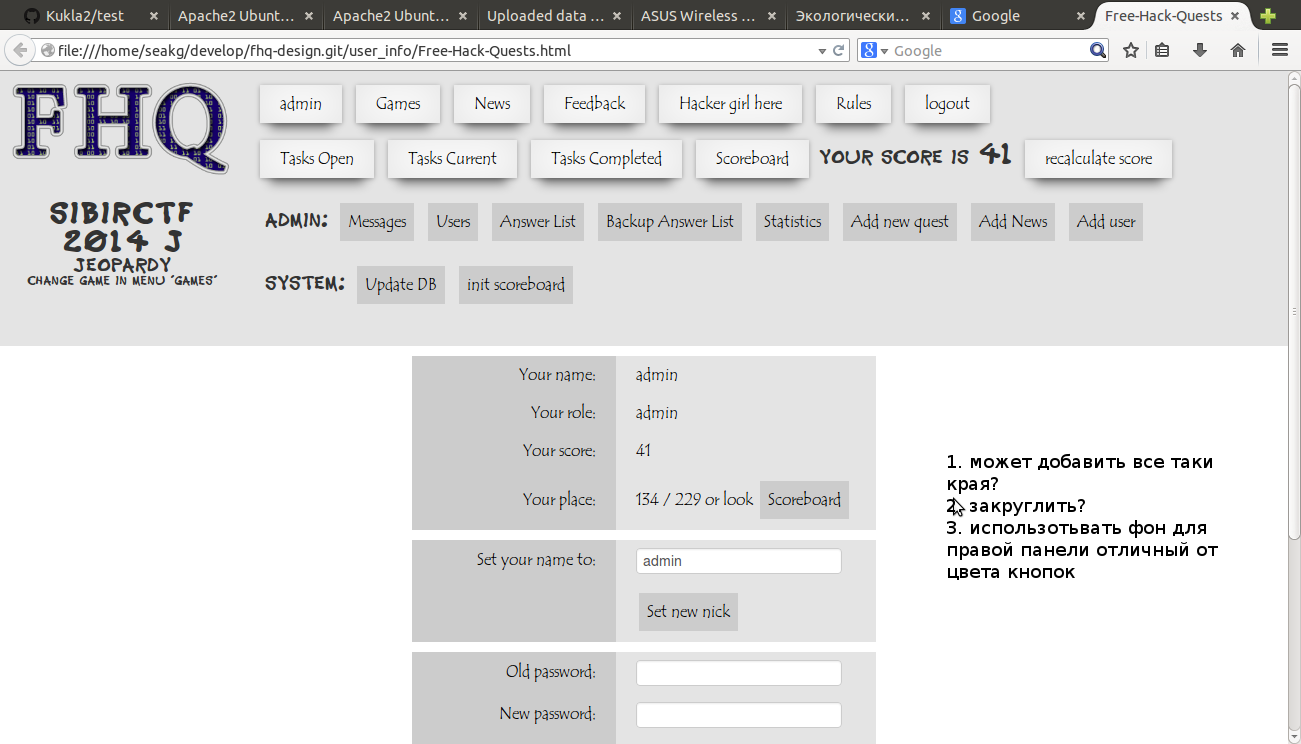 Kukla2/test
Apache2 Ubunt...
Apache2 Ubunt...
Uploaded data ...
ASUS Wireless ...
Экологически...
Google
Free-Hack-Quests
file:///home/seakg/develop/fhq-design.git/user_info/Free-Hack-Quests.html
Google
FHQ
admin
Games
News
Feedback
Hacker girl here
Rules
logout
Tasks Open
Tasks Current
Tasks Completed
Scoreboard
YOUR SCORE IS 41
recalculate score
SIBIRCTF
2014 J
JEOPARDY
CHANGE GAME IN MENU 'GAMES'
ADMIN:
Messages
Users
Answer List
Backup Answer List
Statistics
Add new quest
Add News
Add user
SYSTEM:
Update DB
init scoreboard
Your name: admin
Your role: admin
Your score: 41
Your place: 134 / 229 or look Scoreboard
Set your name to: admin
Set new nick
Old password:
New password:
1. может добавить все таки
края?
2. закруглить?
3. использотьвать фон для
правой панели отличный от
цвета кнопок